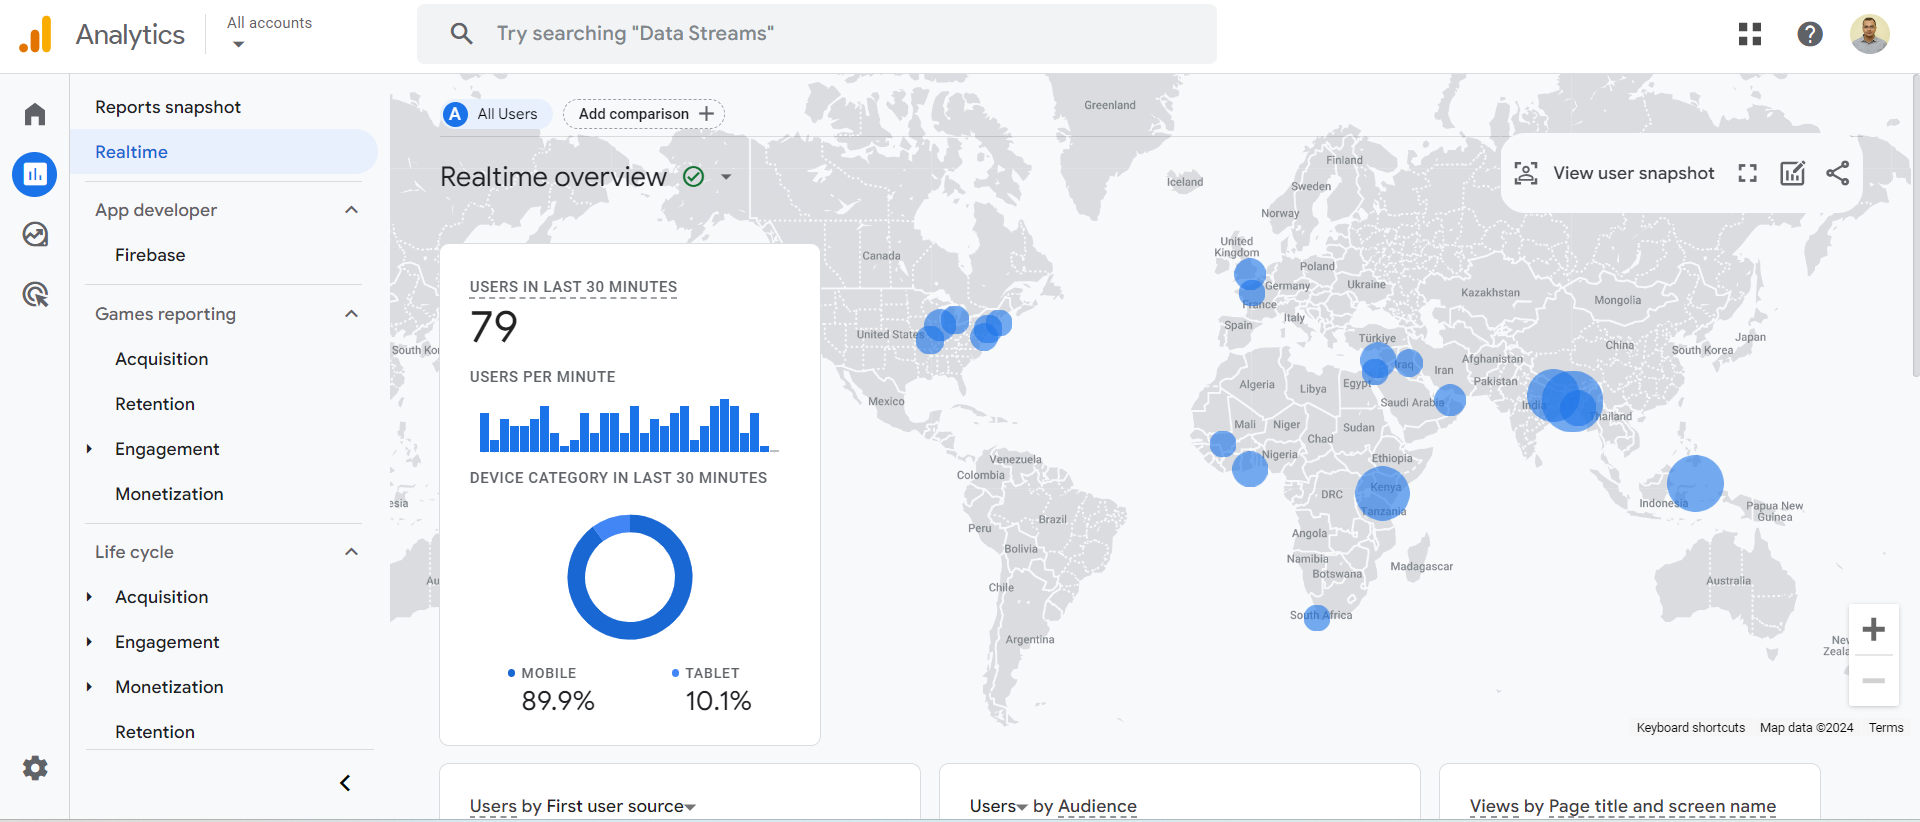 Analytics
All accounts
Try searching "Data Streams"
Reports snapshot
Realtime
App developer
Firebase
Games reporting
Acquisition
Retention
Engagement
Monetization
Life cycle
Acquisition
Engagement
Monetization
Retention
A All Users
Add comparison
Realtime overview
View user snapshot
USERS IN LAST 30 MINUTES
79
USERS PER MINUTE
DEVICE CATEGORY IN LAST 30 MINUTES
MOBILE
89.9%
TABLET
10.1%
Greenland
Iceland
Finland
Sweden
Norway
United
Kingdom
Poland
Germany
Ukraine
France
Kazakhstan
Mongolia
Italy
Spain
Türkiye
China
Japan
South Korea
Canada
United States
Mexico
Algeria
Libya
Egypt
Iraq
Iran
Afghanistan
Pakistan
Saudi Arabia
India
Thailand
Mali
Niger
Chad
Sudan
Nigeria
Ethiopia
Venezuela
Colombia
DRC
Kenya
Tanzania
Indonesia
Papua New
Guinea
Peru
Brazil
Bolivia
Angola
Namibia
Botswana
Madagascar
Chile
South Africa
Argentina
Australia
South Ko
esia
Au
New
Zeala
Keyboard shortcuts
Map data ©2024
Terms
Users by First user source
Users by Audience
Views by Page title and screen name